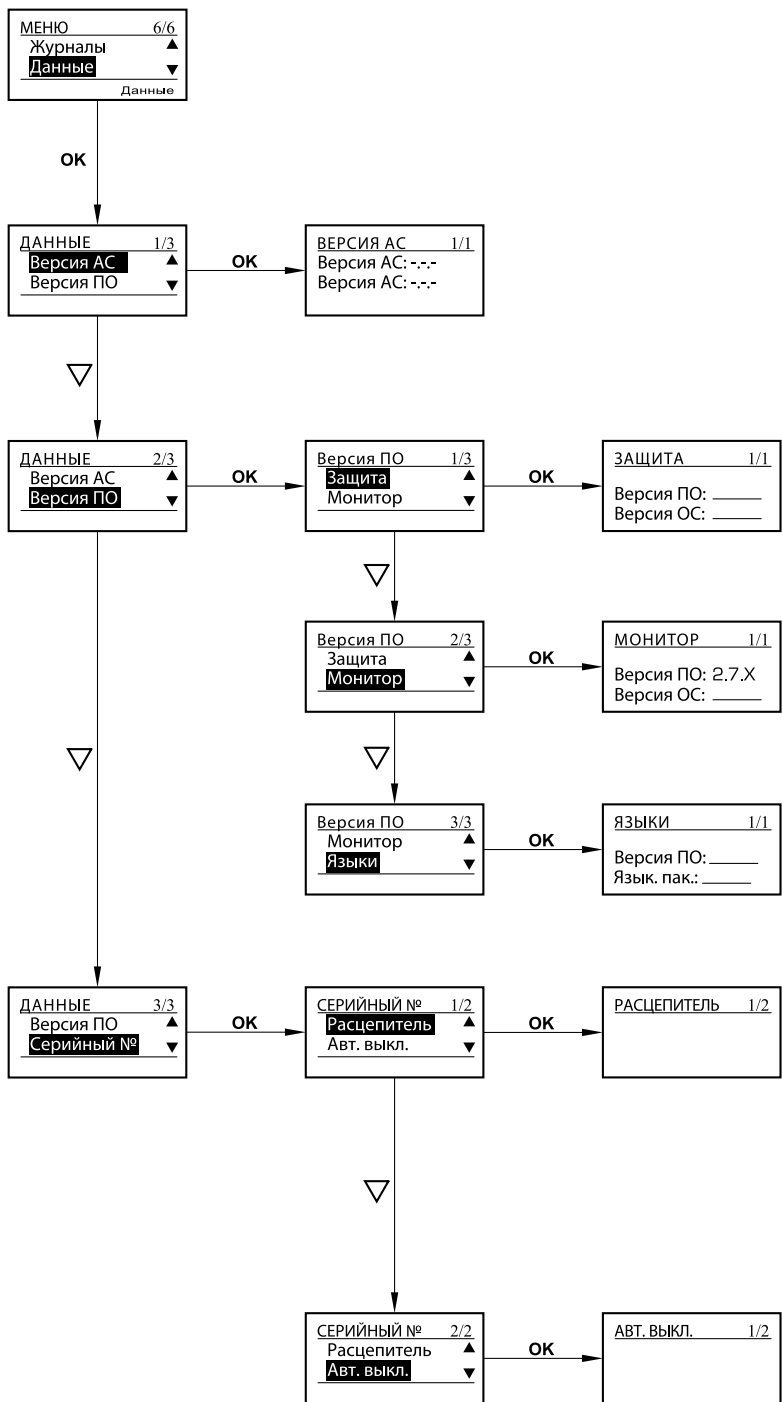 МЕНЮ 6/6
Журналы ▲
Данные ▼
Данные
OK
ДАННЫЕ 1/3
Версия АС ▲
Версия ПО ▼
OK
ВЕРСИЯ АС 1/1
Версия АС: -.-.-
Версия АС: -.-.-
ДАННЫЕ 2/3
Версия АС ▲
Версия ПО ▼
OK
Версия ПО 1/3
Защита ▲
Монитор ▼
OK
ЗАЩИТА 1/1
Версия ПО: _____
Версия ОС: _____
Версия ПО 2/3
Защита ▲
Монитор ▼
OK
МОНИТОР 1/1
Версия ПО: 2.7.X
Версия ОС: _____
Версия ПО 3/3
Монитор ▲
Языки ▼
OK
ЯЗЫКИ 1/1
Версия ПО: _____
Язык. пак.: _____
ДАННЫЕ 3/3
Версия ПО ▲
Серийный № ▼
OK
СЕРИЙНЫЙ № 1/2
Расцепитель ▲
Авт. выкл. ▼
OK
РАСЦЕПИТЕЛЬ 1/2
СЕРИЙНЫЙ № 2/2
Расцепитель ▲
Авт. выкл. ▼
OK
АВТ. ВЫКЛ. 1/2